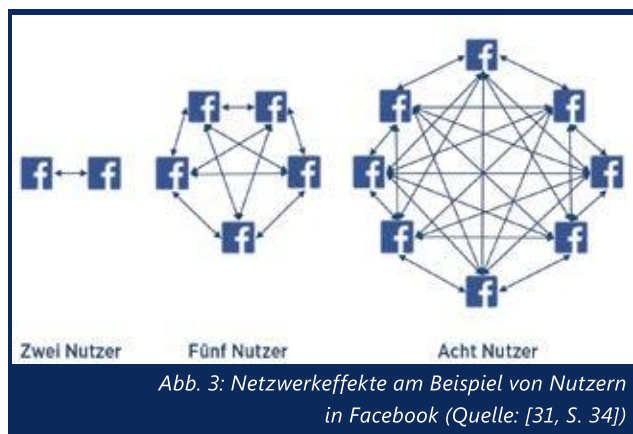 Zwei Nutzer
Fünf Nutzer
Acht Nutzer
Abb. 3: Netzwerkeffekte am Beispiel von Nutzern
in Facebook (Quelle: [31, S. 34])